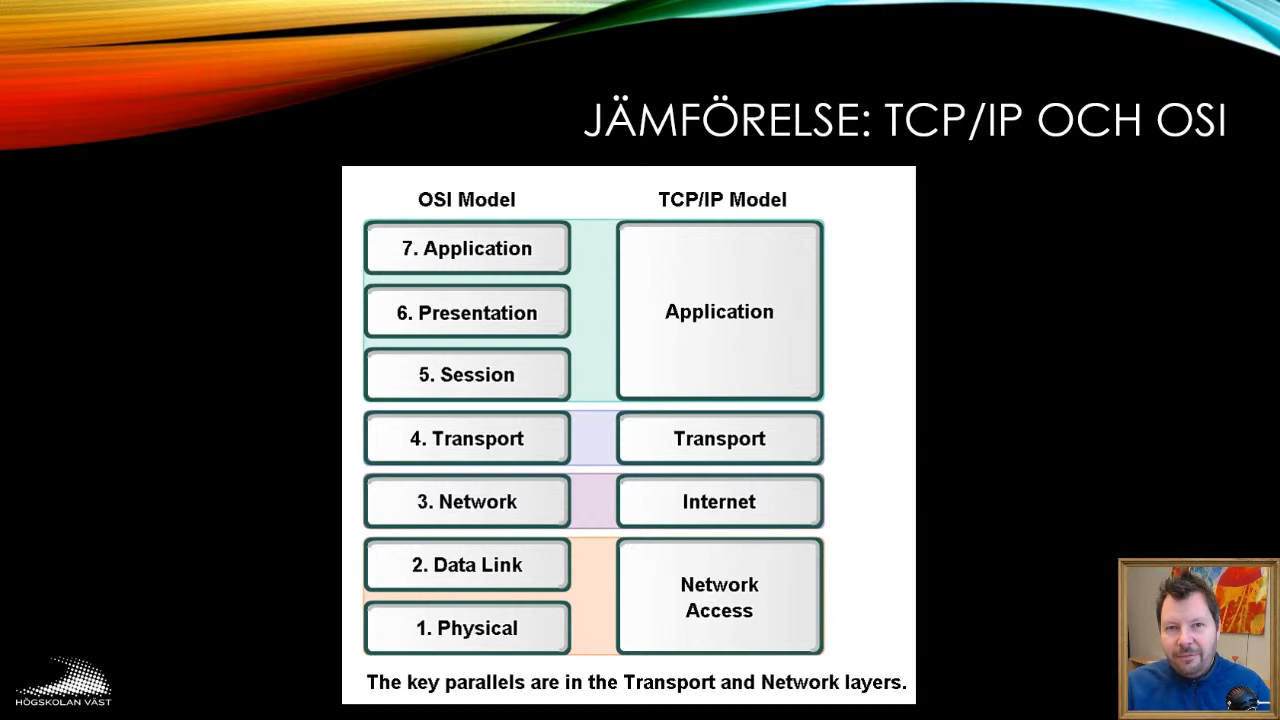 JÄMFÖRELSE: TCP/IP OCH OSI
OSI Model
TCP/IP Model
7. Application
6. Presentation
5. Session
Application
4. Transport
Transport
3. Network
Internet
2. Data Link
1. Physical
Network
Access
The key parallels are in the Transport and Network layers.
HÖGSKOLAN VÄST